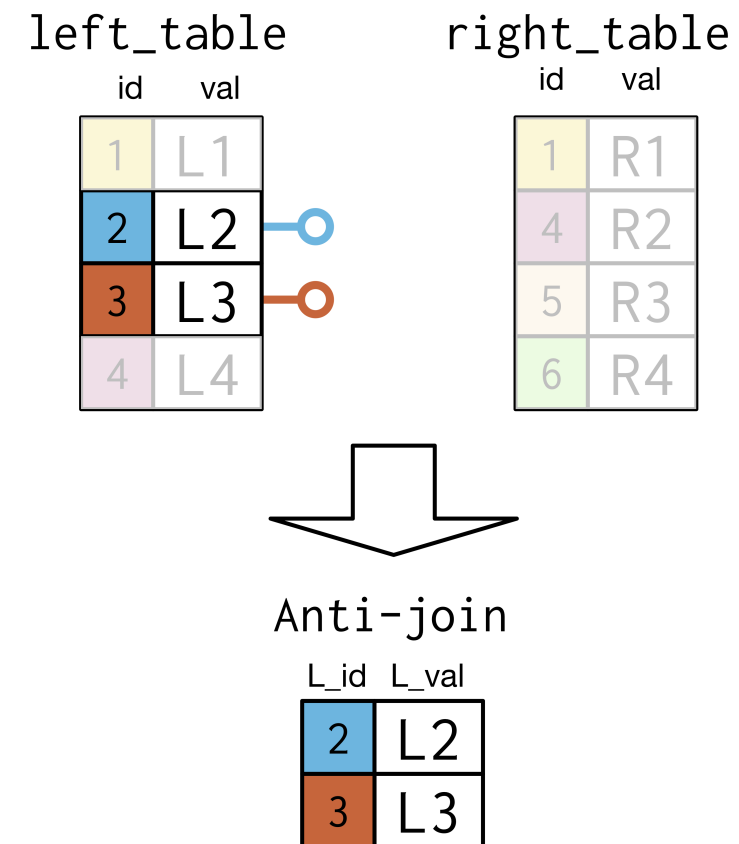 left_table right_table
id val id val
1 L1 1 R1
2 L2 4 R2
3 L3 5 R3
4 L4 6 R4
Anti-join
L_id L_val
2 L2
3 L3